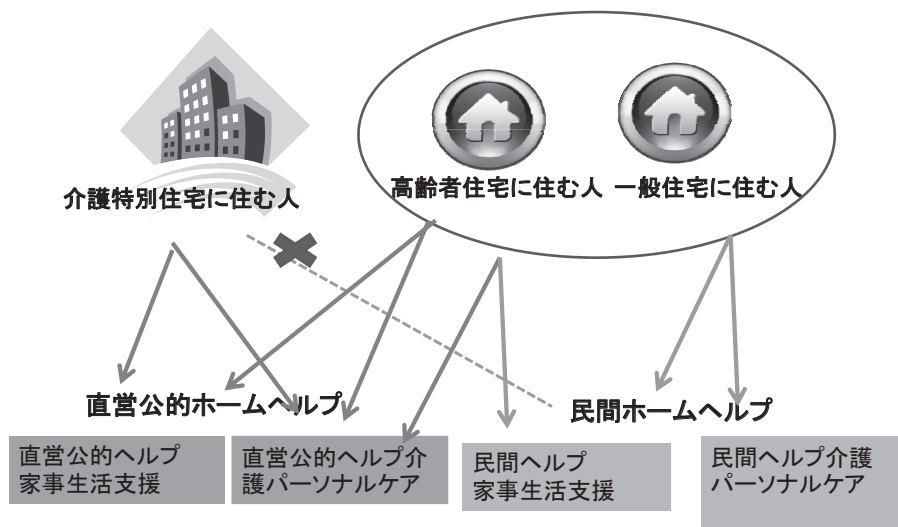 介護特別住宅に住む人
高齢者住宅に住む人
一般住宅に住む人
直営公的ホームヘルプ
民間ホームヘルプ
直営公的ヘルプ
家事生活支援
直営公的ヘルプ介
護パーソナルケア
民間ヘルプ
家事生活支援
民間ヘルプ介護
パーソナルケア